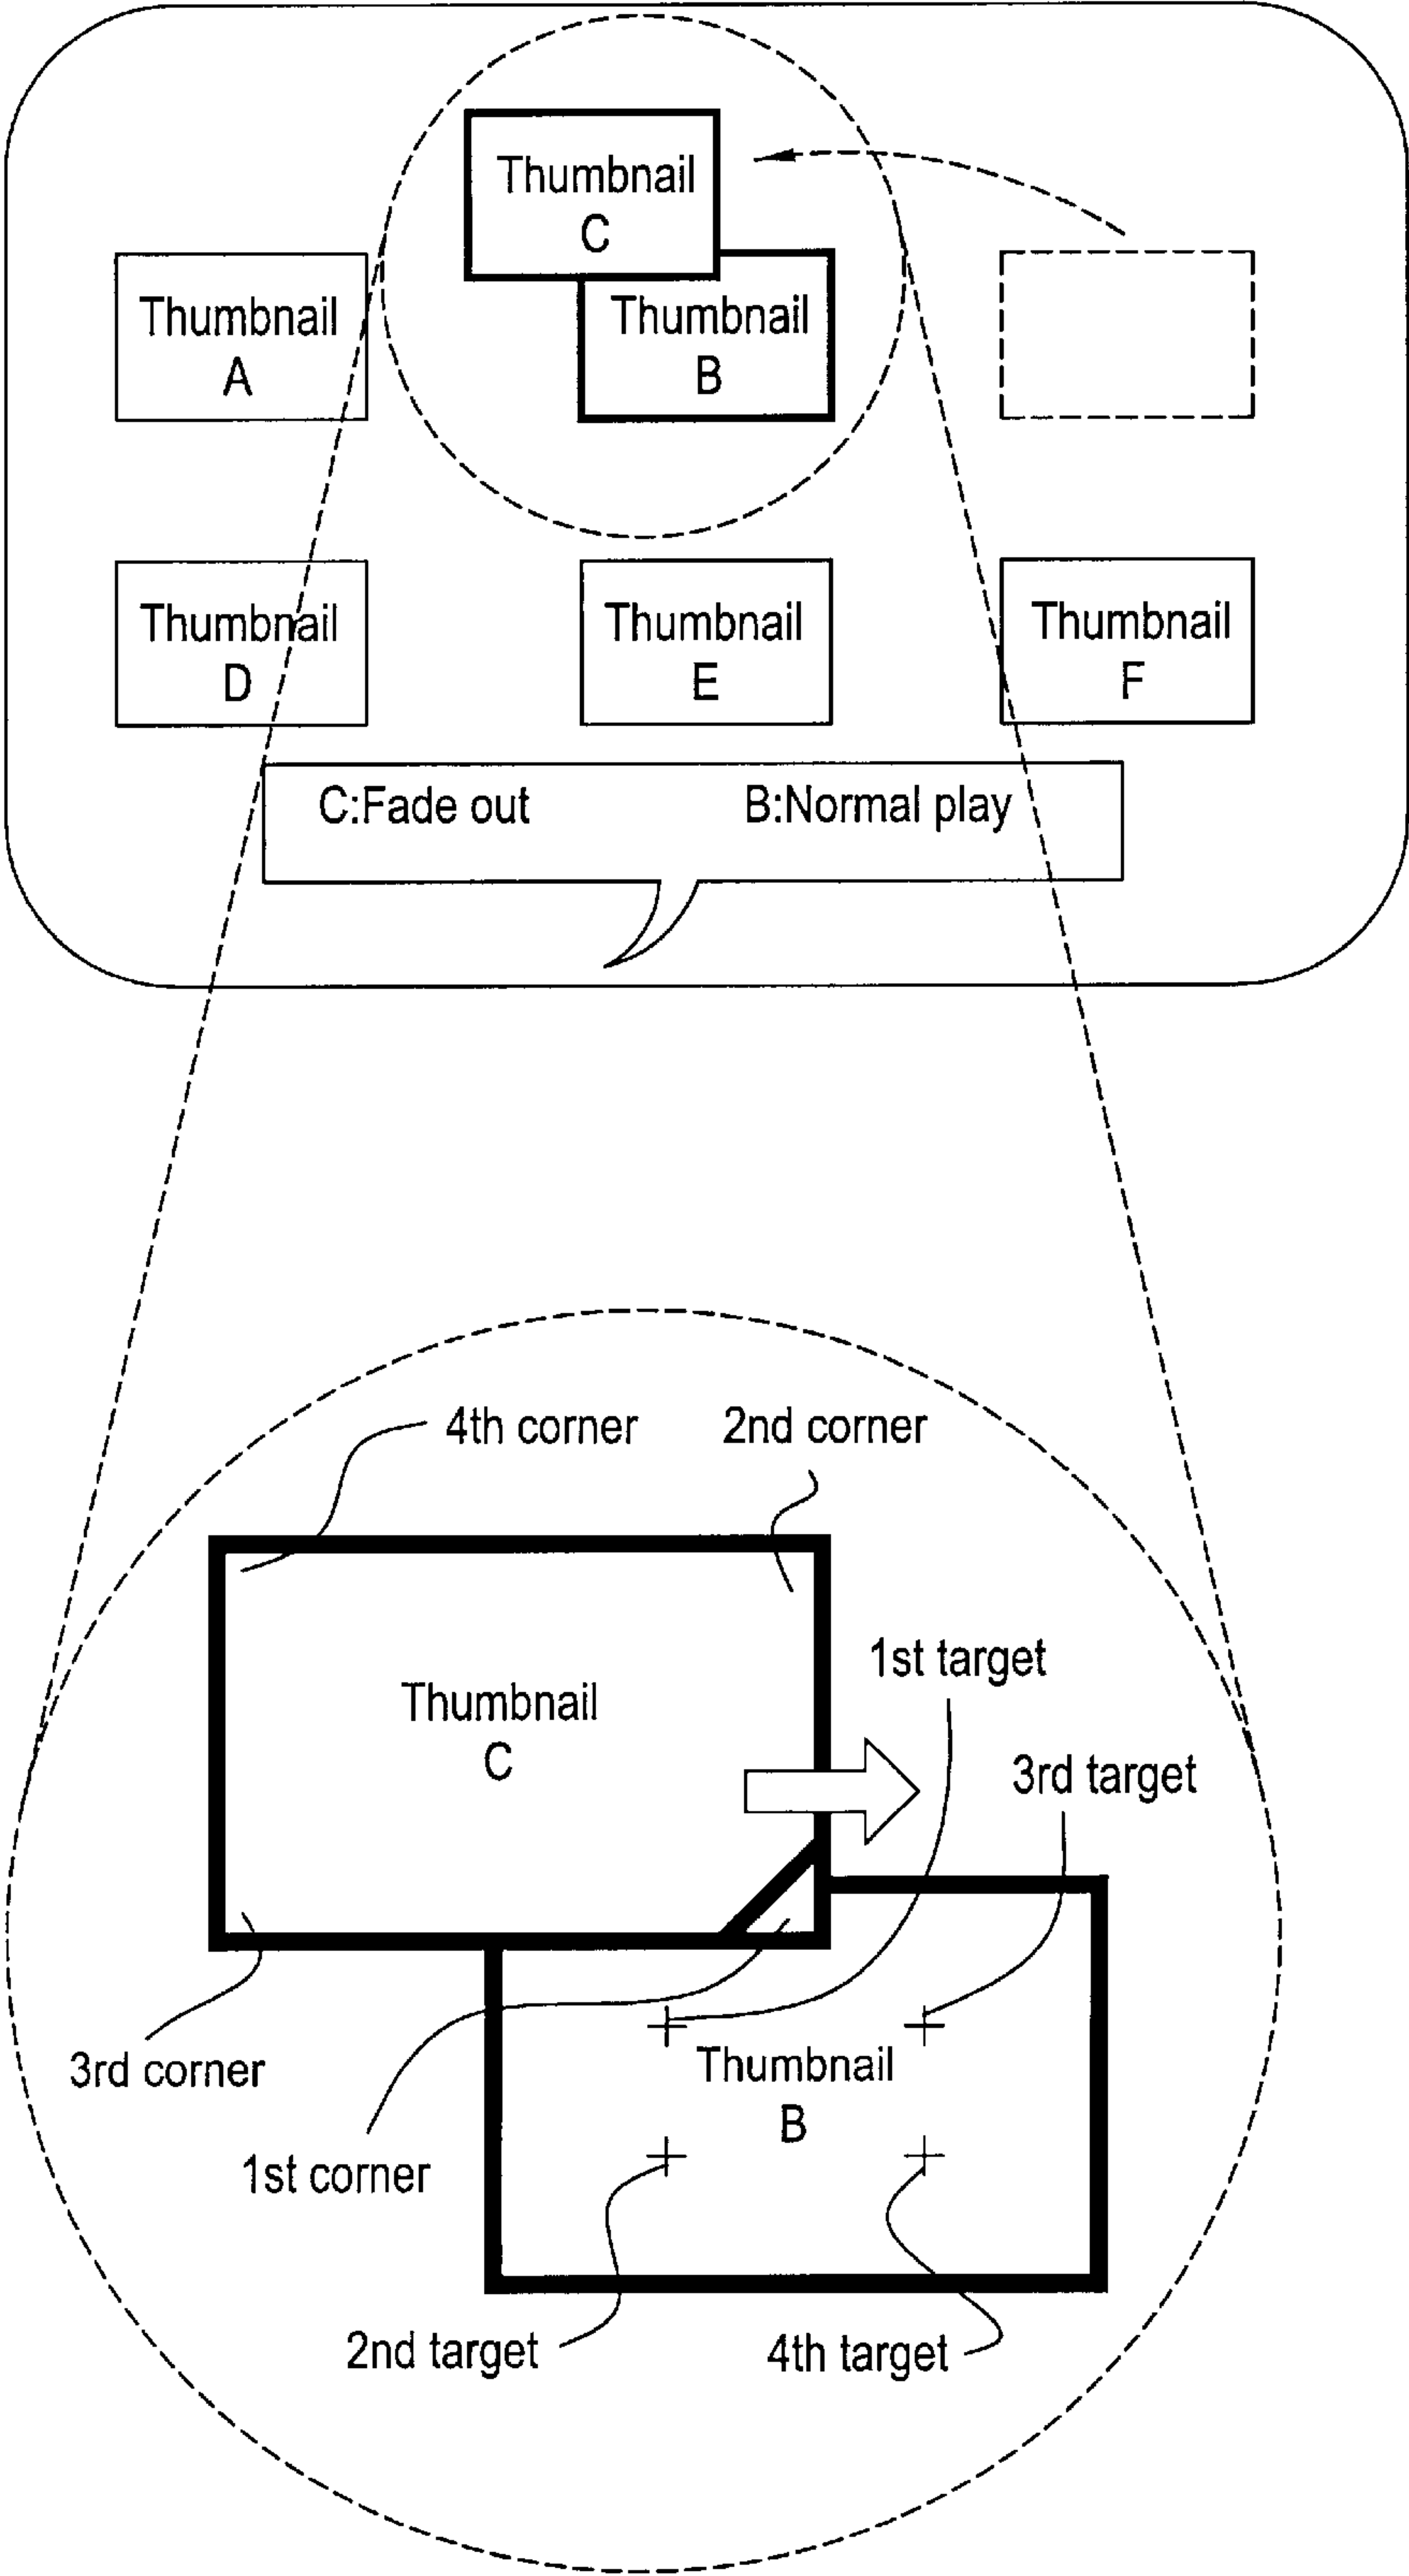 Thumbnail
C
Thumbnail
A
Thumbnail
B
Thumbnail
D
Thumbnail
E
Thumbnail
F
C:Fade out
B:Normal play
4th corner
2nd corner
1st target
Thumbnail
C
3rd target
3rd corner
Thumbnail
B
1st corner
2nd target
4th target